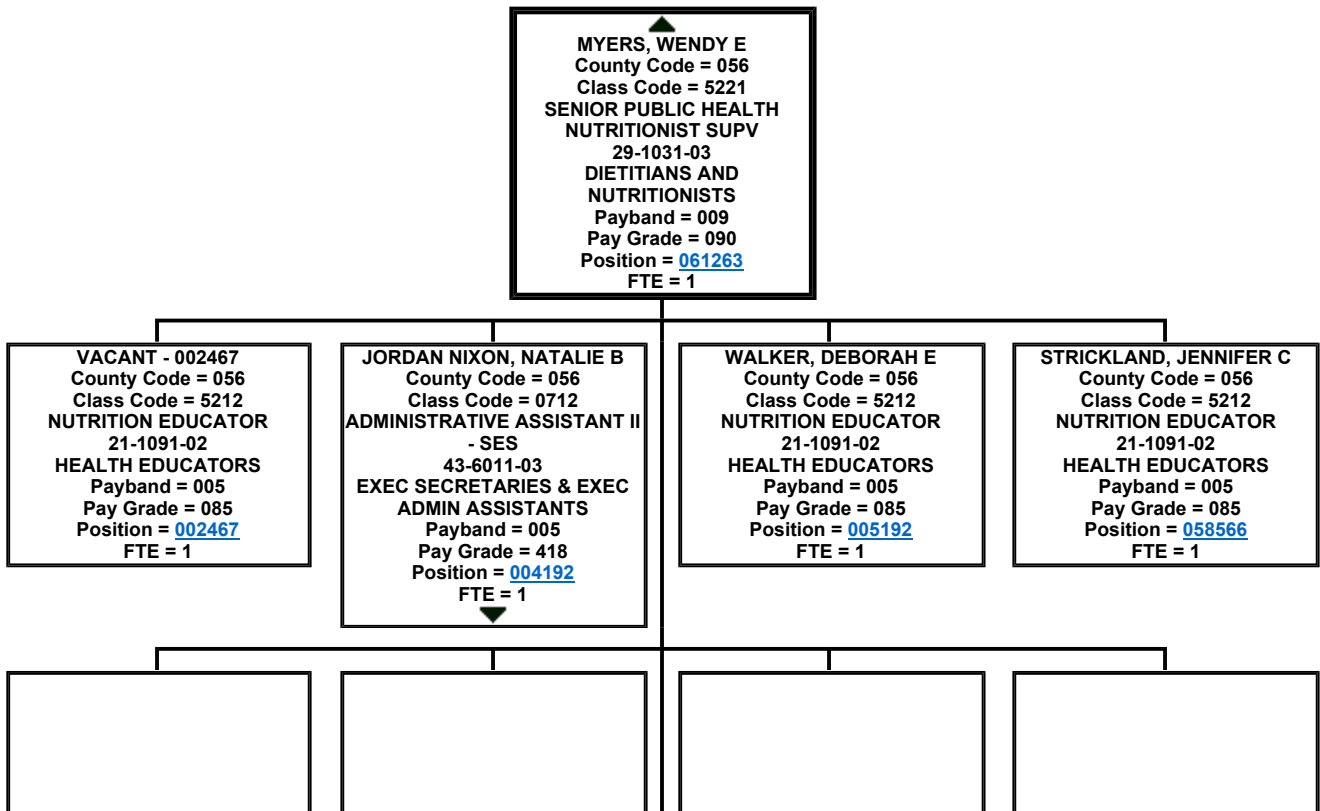 MYERS, WENDY E
County Code = 056
Class Code = 5221
SENIOR PUBLIC HEALTH
NUTRITIONIST SUPV
29-1031-03
DIETITIANS AND
NUTRITIONISTS
Payband = 009
Pay Grade = 090
Position = 061263
FTE = 1
VACANT - 002467
County Code = 056
Class Code = 5212
NUTRITION EDUCATOR
21-1091-02
HEALTH EDUCATORS
Payband = 005
Pay Grade = 085
Position = 002467
FTE = 1
JORDAN NIXON, NATALIE B
County Code = 056
Class Code = 0712
ADMINISTRATIVE ASSISTANT II
- SES
43-6011-03
EXEC SECRETARIES & EXEC
ADMIN ASSISTANTS
Payband = 005
Pay Grade = 418
Position = 004192
FTE = 1
WALKER, DEBORAH E
County Code = 056
Class Code = 5212
NUTRITION EDUCATOR
21-1091-02
HEALTH EDUCATORS
Payband = 005
Pay Grade = 085
Position = 005192
FTE = 1
STRICKLAND, JENNIFER C
County Code = 056
Class Code = 5212
NUTRITION EDUCATOR
21-1091-02
HEALTH EDUCATORS
Payband = 005
Pay Grade = 085
Position = 058566
FTE = 1